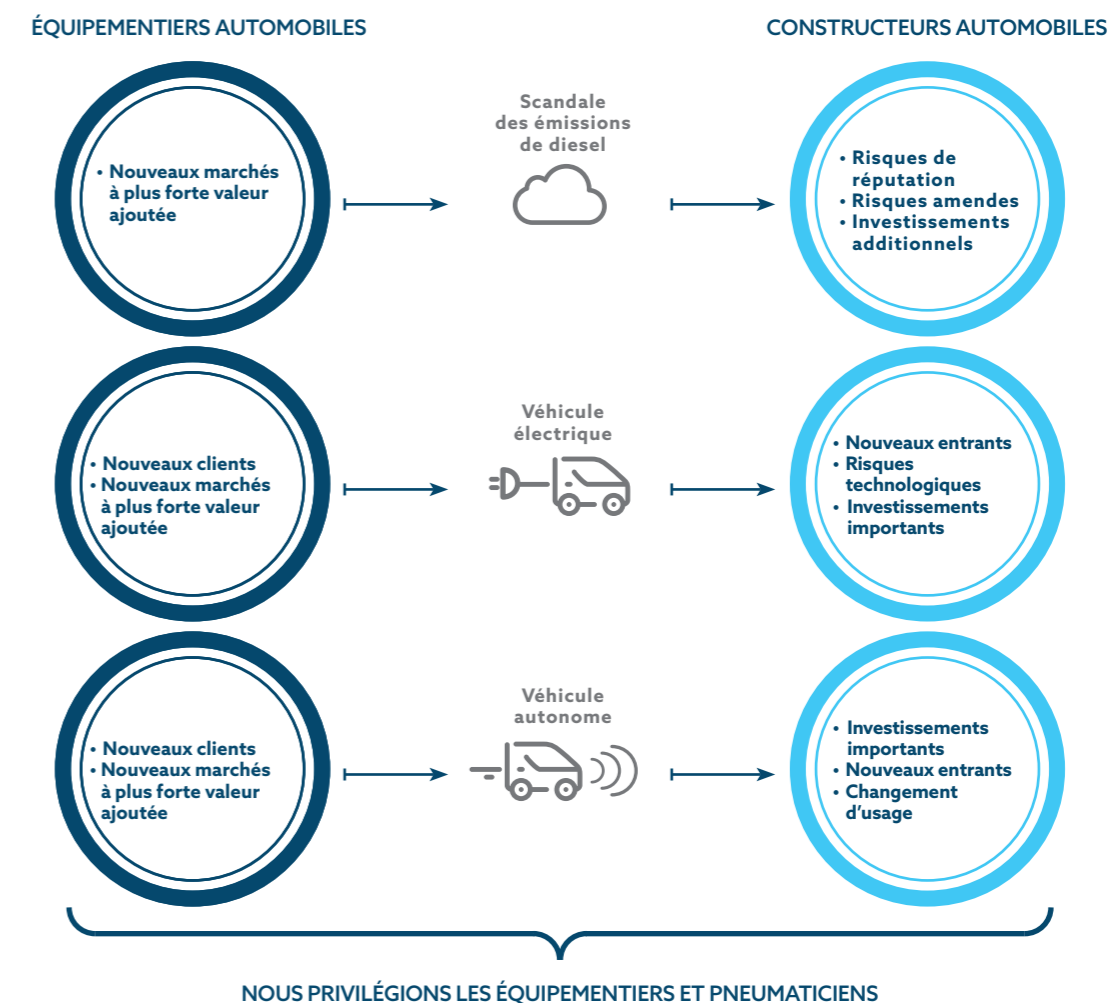 ÉQUIPEMENTIERS AUTOMOBILES
CONSTRUCTEURS AUTOMOBILES
• Nouveaux marchés
à plus forte valeur
ajoutée
Scandale
des émissions
de diesel
• Risques de
réputation
• Risques amendes
• Investissements
additionnels
• Nouveaux clients
• Nouveaux marchés
à plus forte valeur
ajoutée
Véhicule
électrique
• Nouveaux entrants
• Risques
technologiques
• Investissements
importants
• Nouveaux clients
• Nouveaux marchés
à plus forte valeur
ajoutée
Véhicule
autonome
• Investissements
importants
• Nouveaux entrants
• Changement
d’usage
NOUS PRIVILÉGIONS LES ÉQUIPEMENTIERS ET PNEUMATICIENS